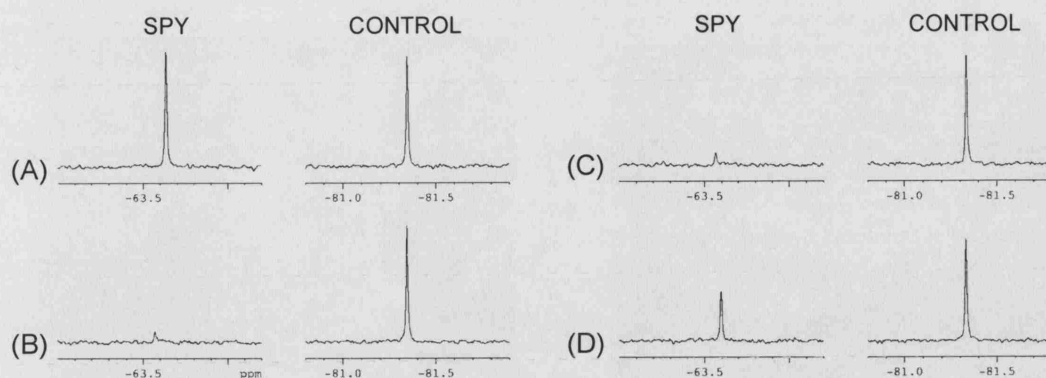 SPY CONTROL SPY CONTROL
(A) (C)
-63.5 -81.0 -81.5 -63.5 -81.0 -81.5
(B) (D)
-63.5 ppm -81.0 -81.5 -63.5 -81.0 -81.5